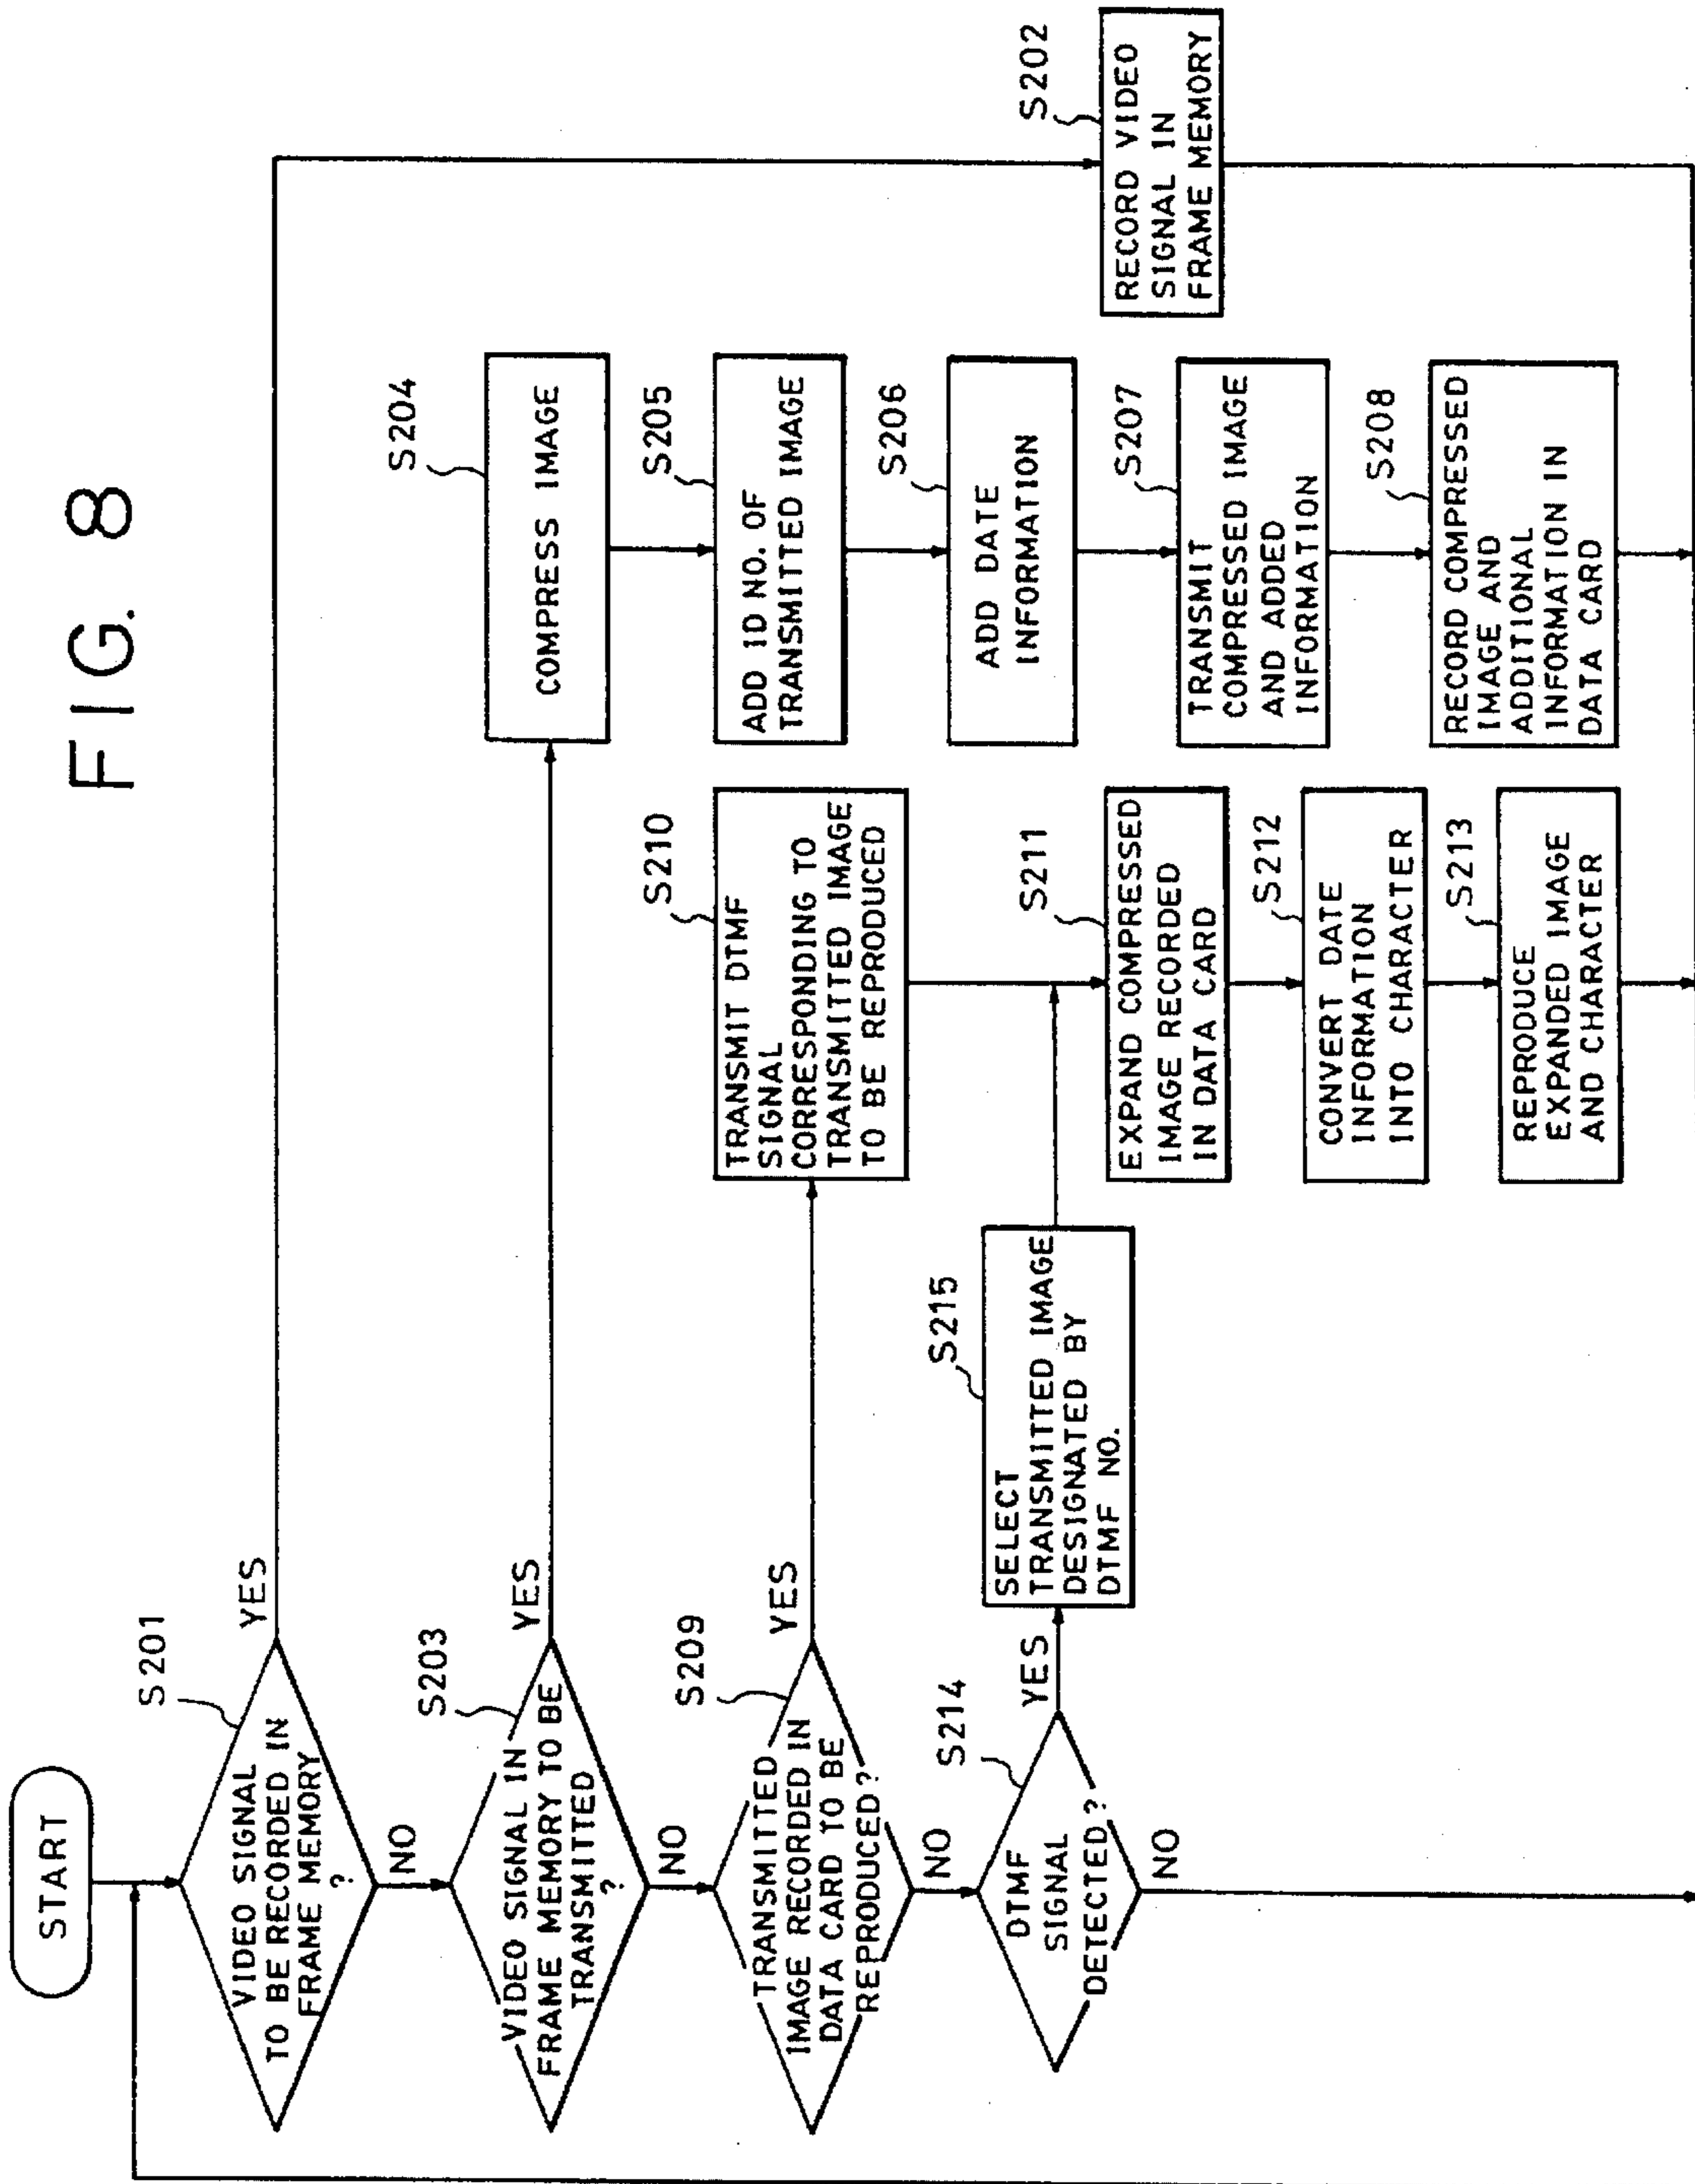 FIG. 8
START
S201
VIDEO SIGNAL
TO BE RECORDED IN
FRAME MEMORY
?
YES
NO
S202
RECORD VIDEO
SIGNAL IN
FRAME MEMORY
S203
VIDEO SIGNAL IN
FRAME MEMORY TO BE
TRANSMITTED
?
YES
NO
S204
COMPRESS IMAGE
S205
ADD ID NO. OF
TRANSMITTED IMAGE
S206
ADD DATE
INFORMATION
S207
TRANSMIT
COMPRESSED IMAGE
AND ADDED
INFORMATION
S208
RECORD COMPRESSED
IMAGE AND
ADDITIONAL
INFORMATION IN
DATA CARD
S209
TRANSMITTED
IMAGE RECORDED IN
DATA CARD TO BE
REPRODUCED?
YES
NO
S210
TRANSMIT DTMF
SIGNAL
CORRESPONDING TO
TRANSMITTED IMAGE
TO BE REPRODUCED
S211
EXPAND COMPRESSED
IMAGE RECORDED
IN DATA CARD
S212
CONVERT DATE
INFORMATION
INTO CHARACTER
S213
REPRODUCE
EXPANDED IMAGE
AND CHARACTER
S214
DTMF
SIGNAL
DETECTED?
YES
NO
S215
SELECT
TRANSMITTED IMAGE
DESIGNATED BY
DTMF NO.